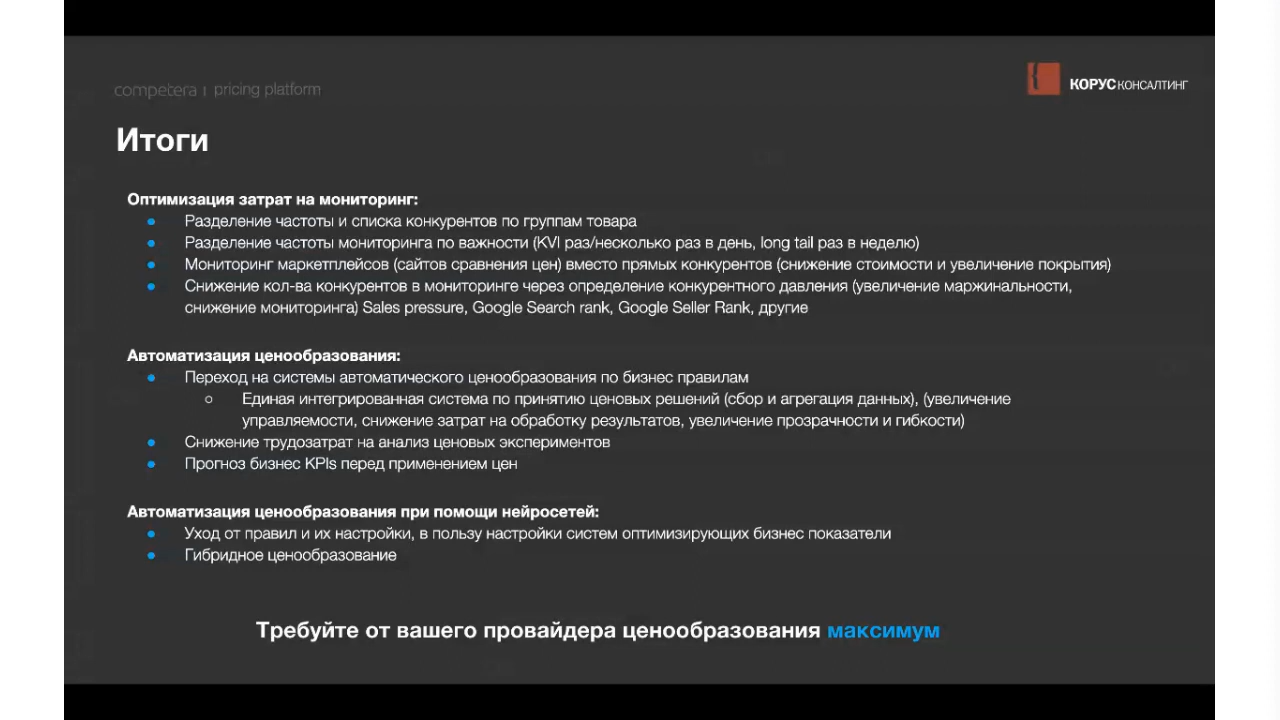 competera | pricing platform
КОРУС КОНСАЛТИНГ
Итоги
Оптимизация затрат на мониторинг:
● Разделение частоты и списка конкурентов по группам товара
● Разделение частоты мониторинга по важности (KVI раз/несколько раз в день, long tail раз в неделю)
● Мониторинг маркетплейсов (сайтов сравнения цен) вместо прямых конкурентов (снижение стоимости и увеличение покрытия)
● Снижение кол-ва конкурентов в мониторинге через определение конкурентного давления (увеличение маржинальности,
снижение мониторинга) Sales pressure, Google Search rank, Google Seller Rank, другие
Автоматизация ценообразования:
● Переход на системы автоматического ценообразования по бизнес правилам
○ Единая интегрированная система по принятию ценовых решений (сбор и агрегация данных), (увеличение
управляемости, снижение затрат на обработку результатов, увеличение прозрачности и гибкости)
● Снижение трудозатрат на анализ ценовых экспериментов
● Прогноз бизнес KPIs перед применением цен
Автоматизация ценообразования при помощи нейросетей:
● Уход от правил и их настройки, в пользу настройки систем оптимизирующих бизнес показатели
● Гибридное ценообразование
Требуйте от вашего провайдера ценообразования максимум